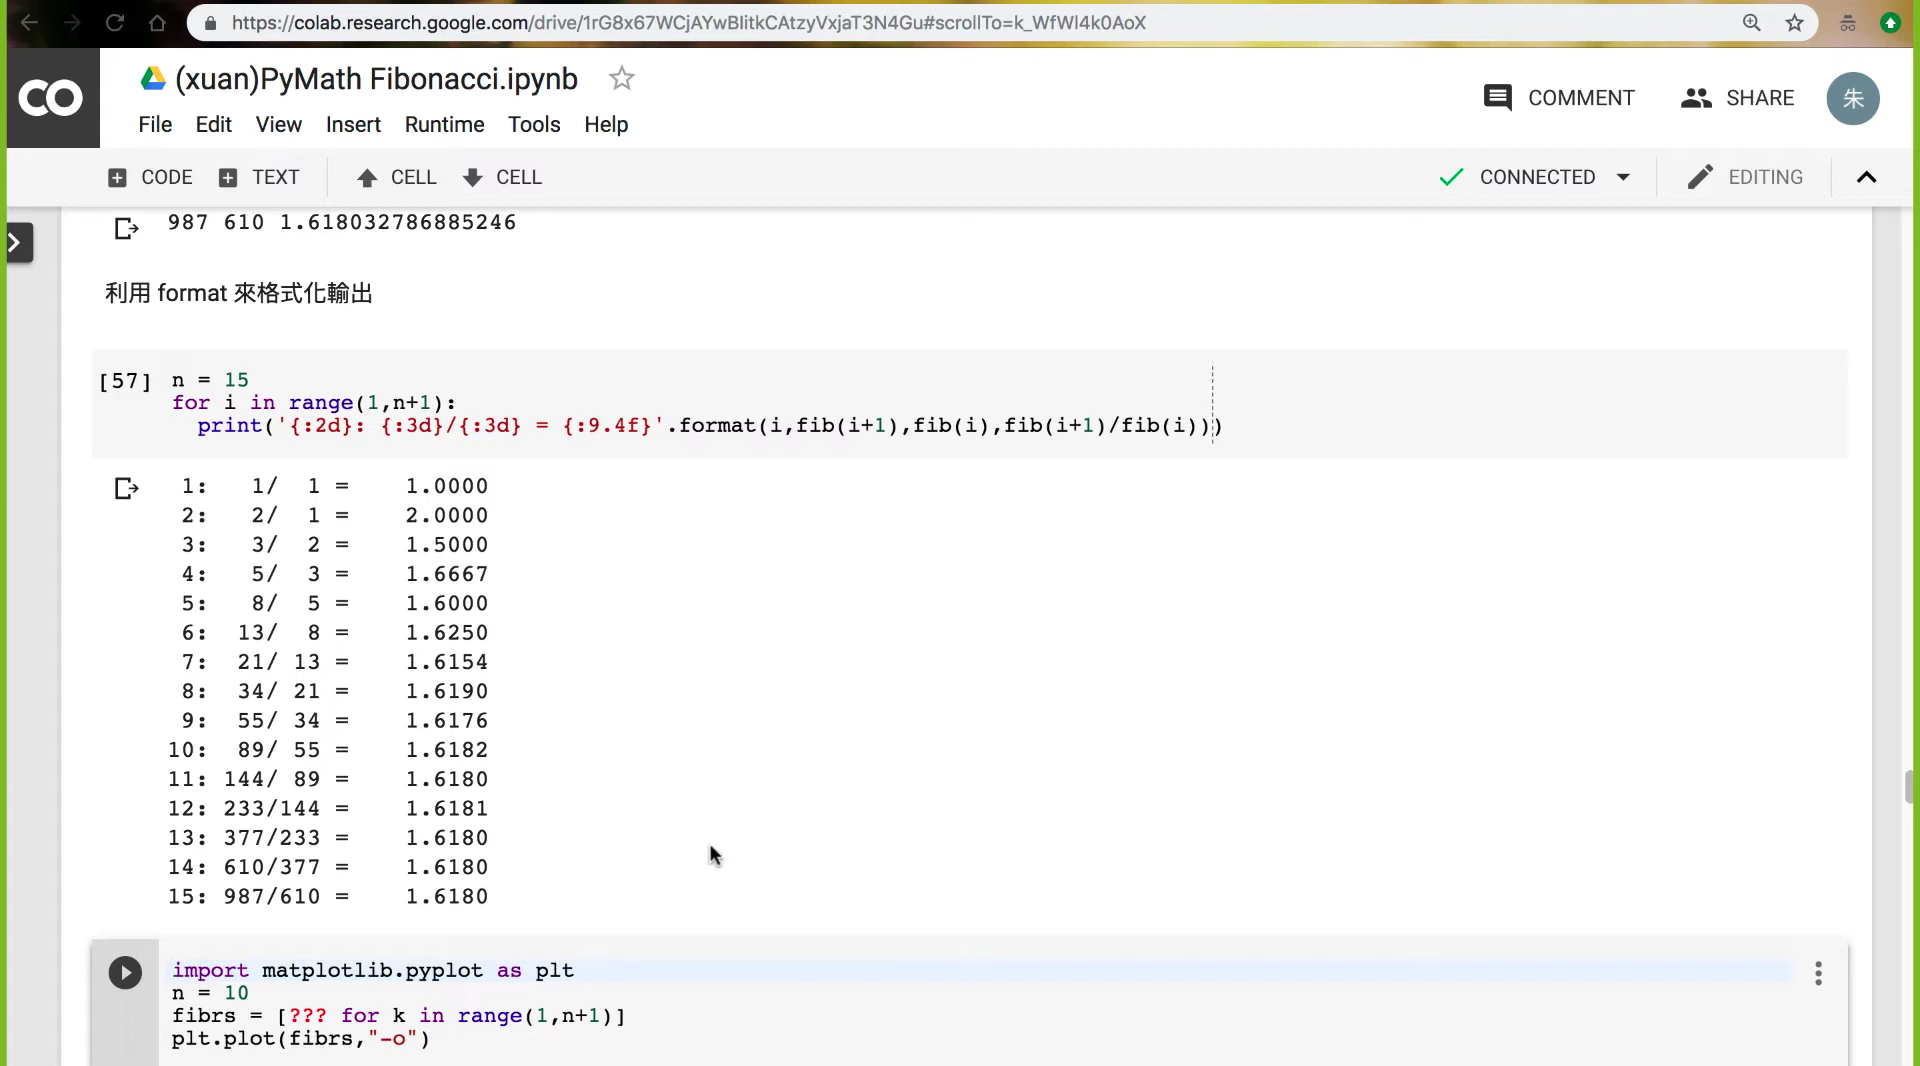 https://colab.research.google.com/drive/1rG8x67WCjAYwBlitkCAtzyVxjaT3N4Gu#scrollTo=k_WfWl4k0AoX
CO
(xuan)PyMath Fibonacci.ipynb
COMMENT SHARE 朱
File Edit View Insert Runtime Tools Help
CODE TEXT CELL CELL CONNECTED EDITING
987 610 1.618032786885246
利用 format 來格式化輸出
[57] n = 15
for i in range(1,n+1):
  print('{:2d}: {:3d}/{:3d} = {:9.4f}'.format(i,fib(i+1),fib(i),fib(i+1)/fib(i)))
 1:   1/  1 =    1.0000
 2:   2/  1 =    2.0000
 3:   3/  2 =    1.5000
 4:   5/  3 =    1.6667
 5:   8/  5 =    1.6000
 6:  13/  8 =    1.6250
 7:  21/ 13 =    1.6154
 8:  34/ 21 =    1.6190
 9:  55/ 34 =    1.6176
10:  89/ 55 =    1.6182
11: 144/ 89 =    1.6180
12: 233/144 =    1.6181
13: 377/233 =    1.6180
14: 610/377 =    1.6180
15: 987/610 =    1.6180
import matplotlib.pyplot as plt
n = 10
fibrs = [??? for k in range(1,n+1)]
plt.plot(fibrs,"-o")